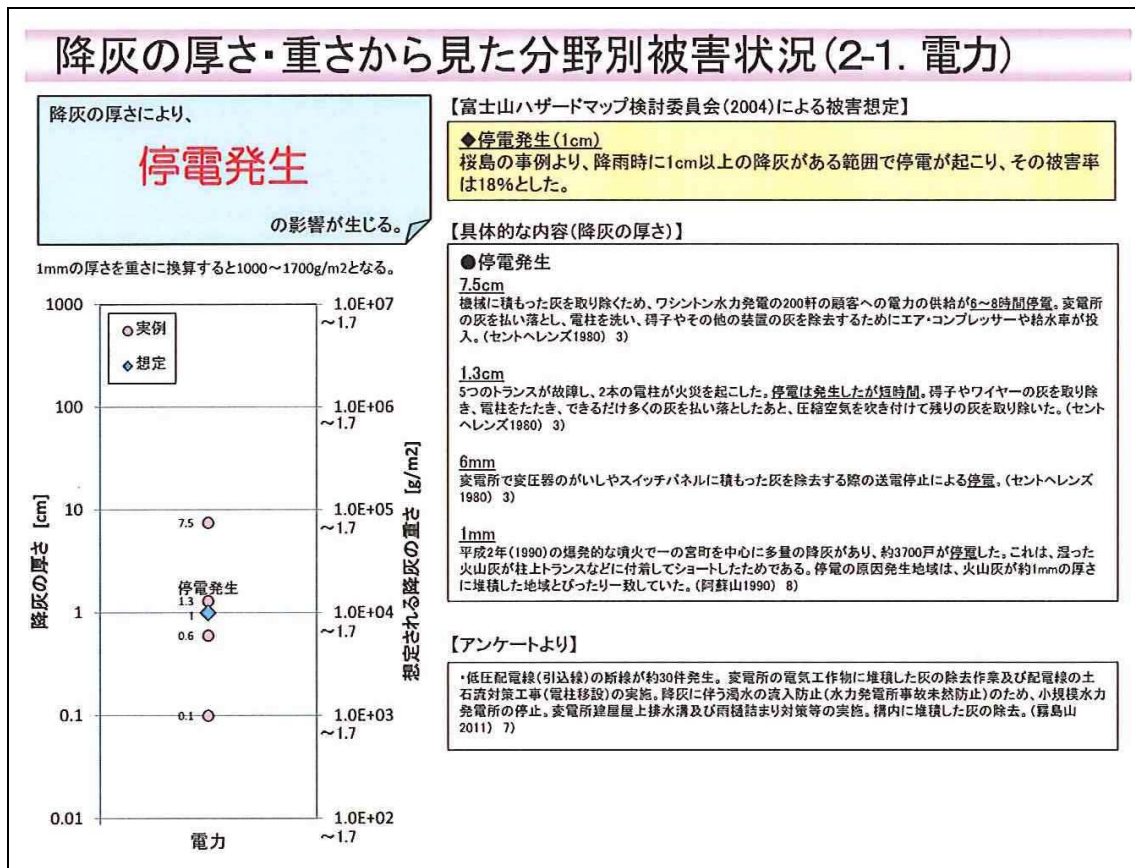 降灰の厚さ・重さから見た分野別被害状況(2-1. 電力)
降灰の厚さにより、
停電発生
の影響が生じる。
1mmの厚さを重さに換算すると1000～1700g/m2となる。
1000
100
10
1
0.1
0.01
降灰の厚さ [cm]
実例
想定
7.5
停電発生
1.3
1
0.6
0.1
電力
1.0E+07
～1.7
1.0E+06
～1.7
1.0E+05
～1.7
1.0E+04
～1.7
1.0E+03
～1.7
1.0E+02
～1.7
想定される降灰の重さ [g/m2]
【富士山ハザードマップ検討委員会(2004)による被害想定】
◆停電発生(1cm)
桜島の事例より、降雨時に1cm以上の降灰がある範囲で停電が起こり、その被害率
は18%とした。
【具体的な内容(降灰の厚さ)】
●停電発生
7.5cm
機械に積もった灰を取り除くため、ワシントン水力発電の200軒の顧客への電力の供給が6～8時間停電。変電所
の灰を払い落とし、電柱を洗い、碍子やその他の装置の灰を除去するためにエア・コンプレッサーや給水車が投
入。(セントヘレンズ1980) 3)
1.3cm
5つのトランスが故障し、2本の電柱が火災を起こした。停電は発生したが短時間。碍子やワイヤーの灰を取り除
き、電柱をたたき、できるだけ多くの灰を払い落としたあと、圧縮空気を吹き付けて残りの灰を取り除いた。(セント
ヘレンズ1980) 3)
6mm
変電所で変圧器のがいしやスイッチパネルに積もった灰を除去する際の送電停止による停電。(セントヘレンズ
1980) 3)
1mm
平成2年(1990)の爆発的な噴火で一の宮町を中心に多量の降灰があり、約3700戸が停電した。これは、湿った
火山灰が柱上トランスなどに付着してショートしたためである。停電の原因発生地域は、火山灰が約1mmの厚さ
に堆積した地域とぴったり一致していた。(阿蘇山1990) 8)
【アンケートより】
・低圧配電線(引込線)の断線が約30件発生。変電所の電気工作物に堆積した灰の除去作業及び配電線の土
石流対策工事(電柱移設)の実施。降灰に伴う濁水の流入防止(水力発電所事故未然防止)のため、小規模水力
発電所の停止。変電所建屋屋上排水溝及び雨樋詰まり対策等の実施。構内に堆積した灰の除去。(霧島山
2011) 7)